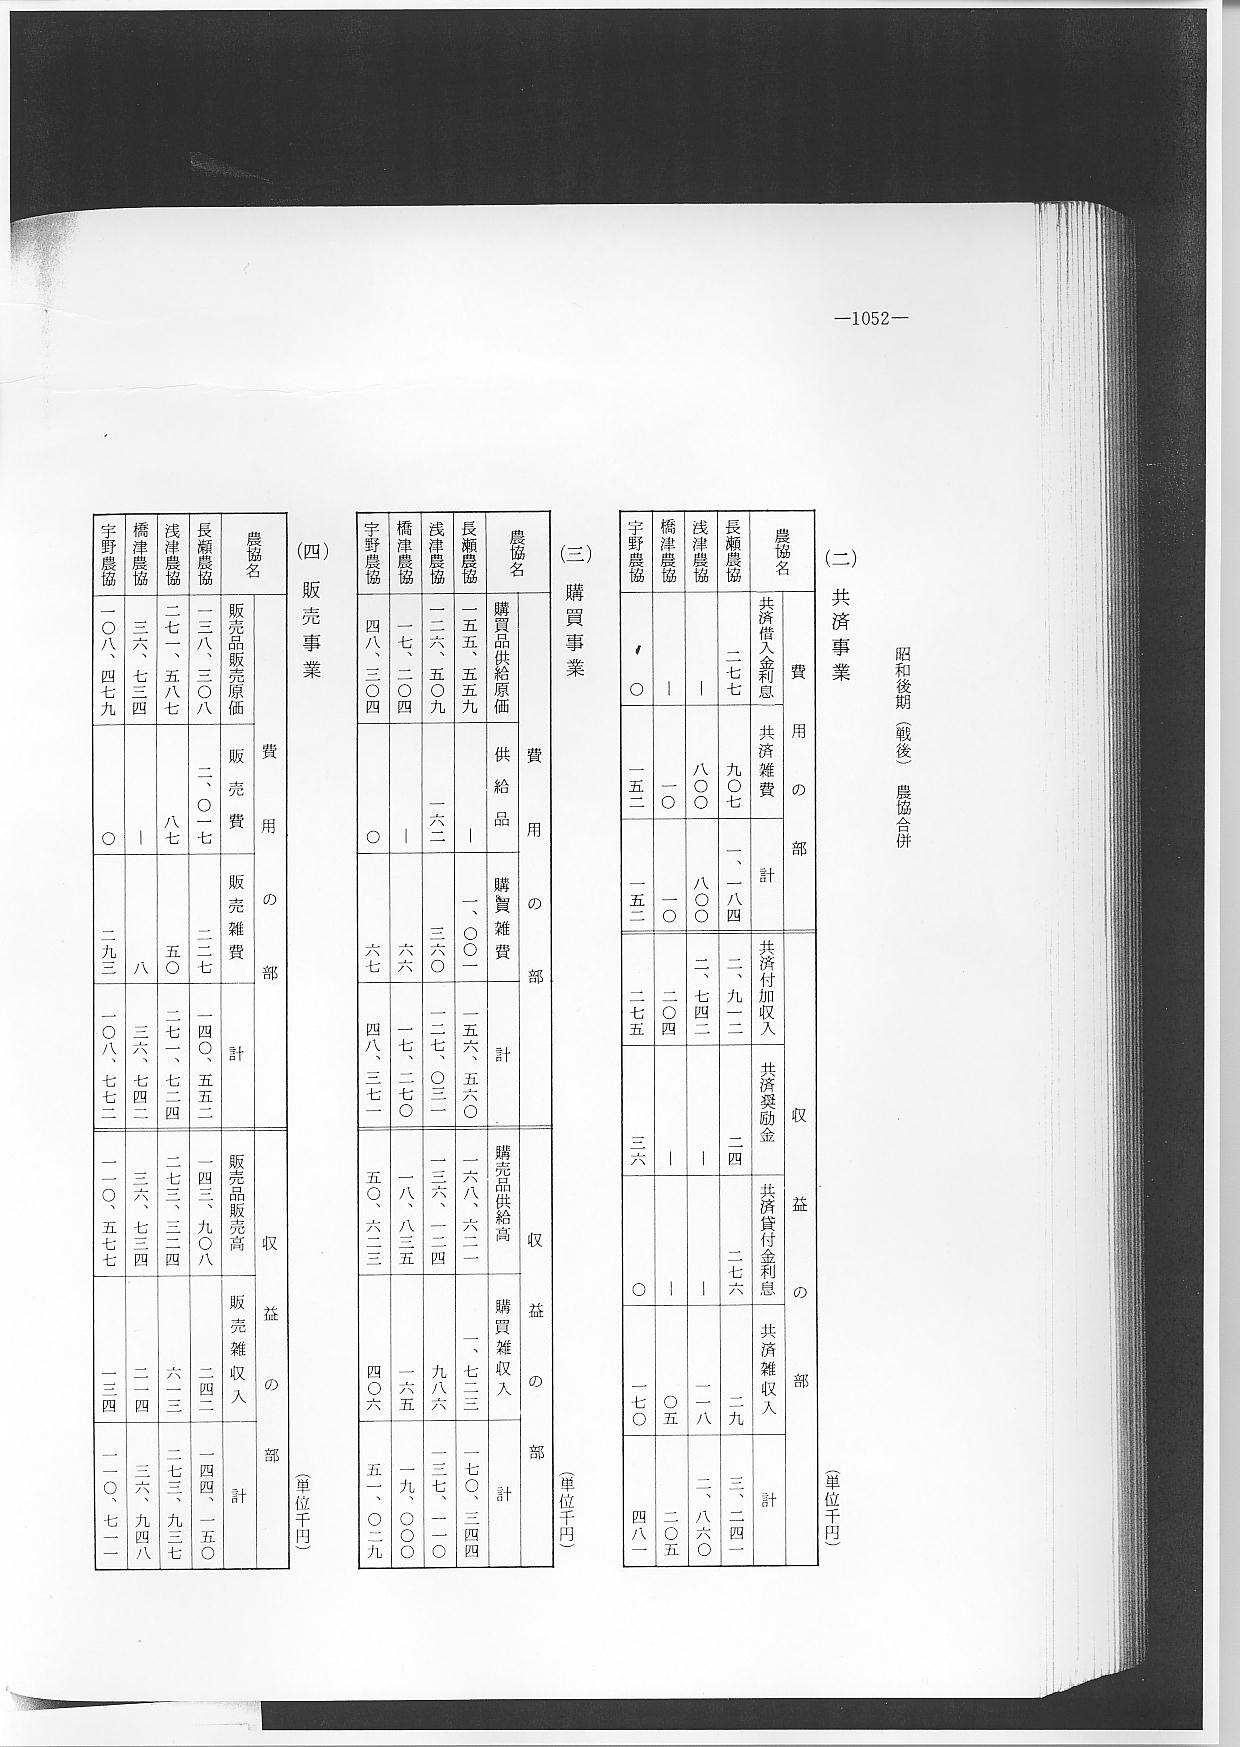 —1052—
昭和後期（戦後） 農協合併
（二） 共済事業
（単位千円）
費用の部 収益の部
農協名 共済借入金利息 共済雑費 計 共済付加収入 共済奨励金 共済貸付金利息 共済雑収入 計
長瀬農協 二七七 九〇七 一、一八四 二、九一二 二四 二七六 二九 三、二四一
浅津農協 ― 八〇〇 八〇〇 二、七四二 ― ― 一一八 二、八六〇
橋津農協 ― 一〇 一〇 二〇四 ― ― 〇五 二〇五
宇野農協 〇 一五二 一五二 二七五 三六 〇 一七〇 四八一
（三） 購買事業
（単位千円）
費用の部 収益の部
農協名 購買品供給原価 供給品 購買雑費 計 購売品供給高 購買雑収入 計
長瀬農協 一五五、五五九 ― 一、〇〇一 一五六、五六〇 一六八、六二一 一、七二三 一七〇、三四四
浅津農協 一二六、五〇九 一六二 三六〇 一二七、〇三一 一三六、一二四 九八六 一三七、一一〇
橋津農協 一七、二〇四 ― 六六 一七、二七〇 一八、八三五 一六五 一九、〇〇〇
宇野農協 四八、三〇四 〇 六七 四八、三七一 五〇、六二三 四〇六 五一、〇二九
（四） 販売事業
（単位千円）
費用の部 収益の部
農協名 販売品販売原価 販売費 販売雑費 計 販売品販売高 販売雑収入 計
長瀬農協 一三八、三〇八 二、〇一七 二二七 一四〇、五五二 一四三、九〇八 二四二 一四四、一五〇
浅津農協 二七一、五八七 八七 五〇 二七一、七二四 二七三、三二四 六一三 二七三、九三七
橋津農協 三六、七三四 ― 八 三六、七四二 三六、七三四 二一四 三六、九四八
宇野農協 一〇八、四七九 〇 二九三 一〇八、七七二 一一〇、五七七 一三四 一一〇、七一一